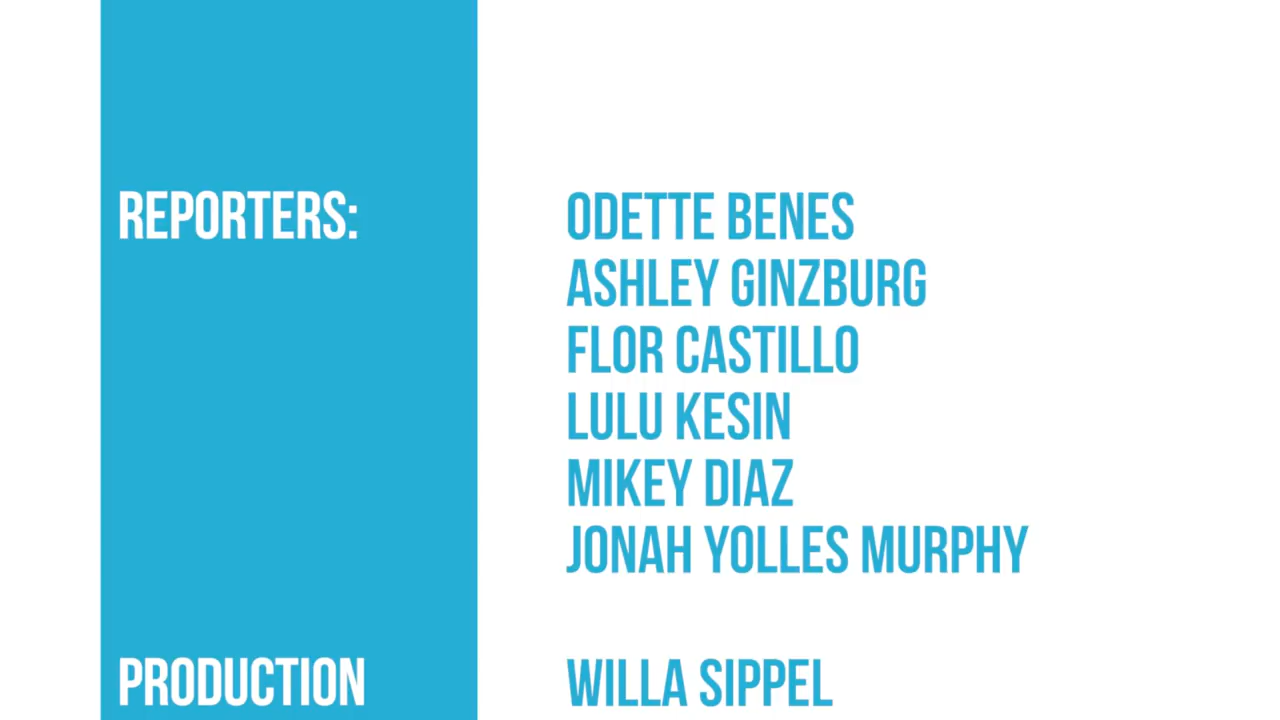 REPORTERS: ODETTE BENES
ASHLEY GINZBURG
FLOR CASTILLO
LULU KESIN
MIKEY DIAZ
JONAH YOLLES MURPHY
PRODUCTION WILLA SIPPEL